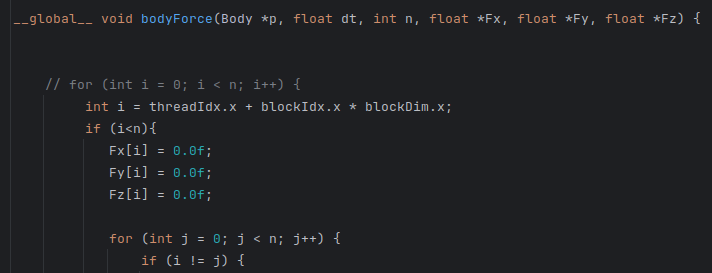 __global__ void bodyForce(Body *p, float dt, int n, float *Fx, float *Fy, float *Fz) {
// for (int i = 0; i < n; i++) {
int i = threadIdx.x + blockIdx.x * blockDim.x;
if (i<n){
Fx[i] = 0.0f;
Fy[i] = 0.0f;
Fz[i] = 0.0f;
for (int j = 0; j < n; j++) {
if (i != j) {